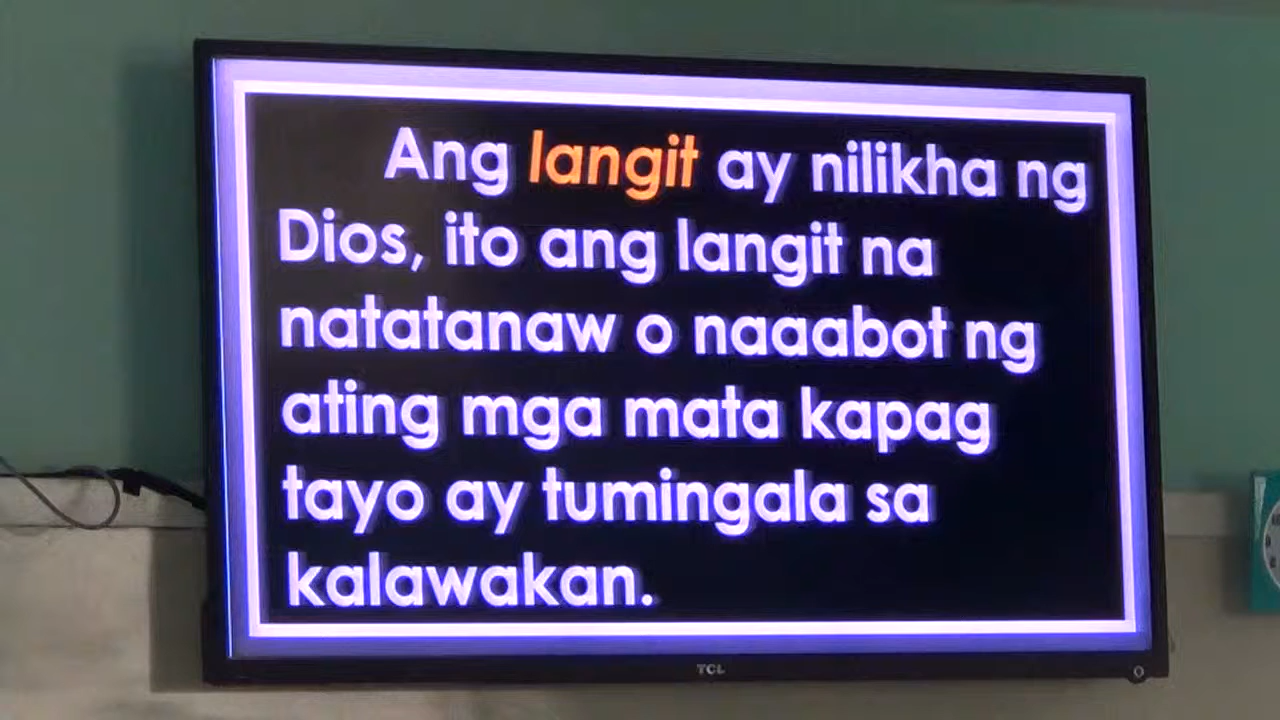 Ang langit ay nilikha ng
Dios, ito ang langit na
natatanaw o naaabot ng
ating mga mata kapag
tayo ay tumingala sa
kalawakan.
TCL